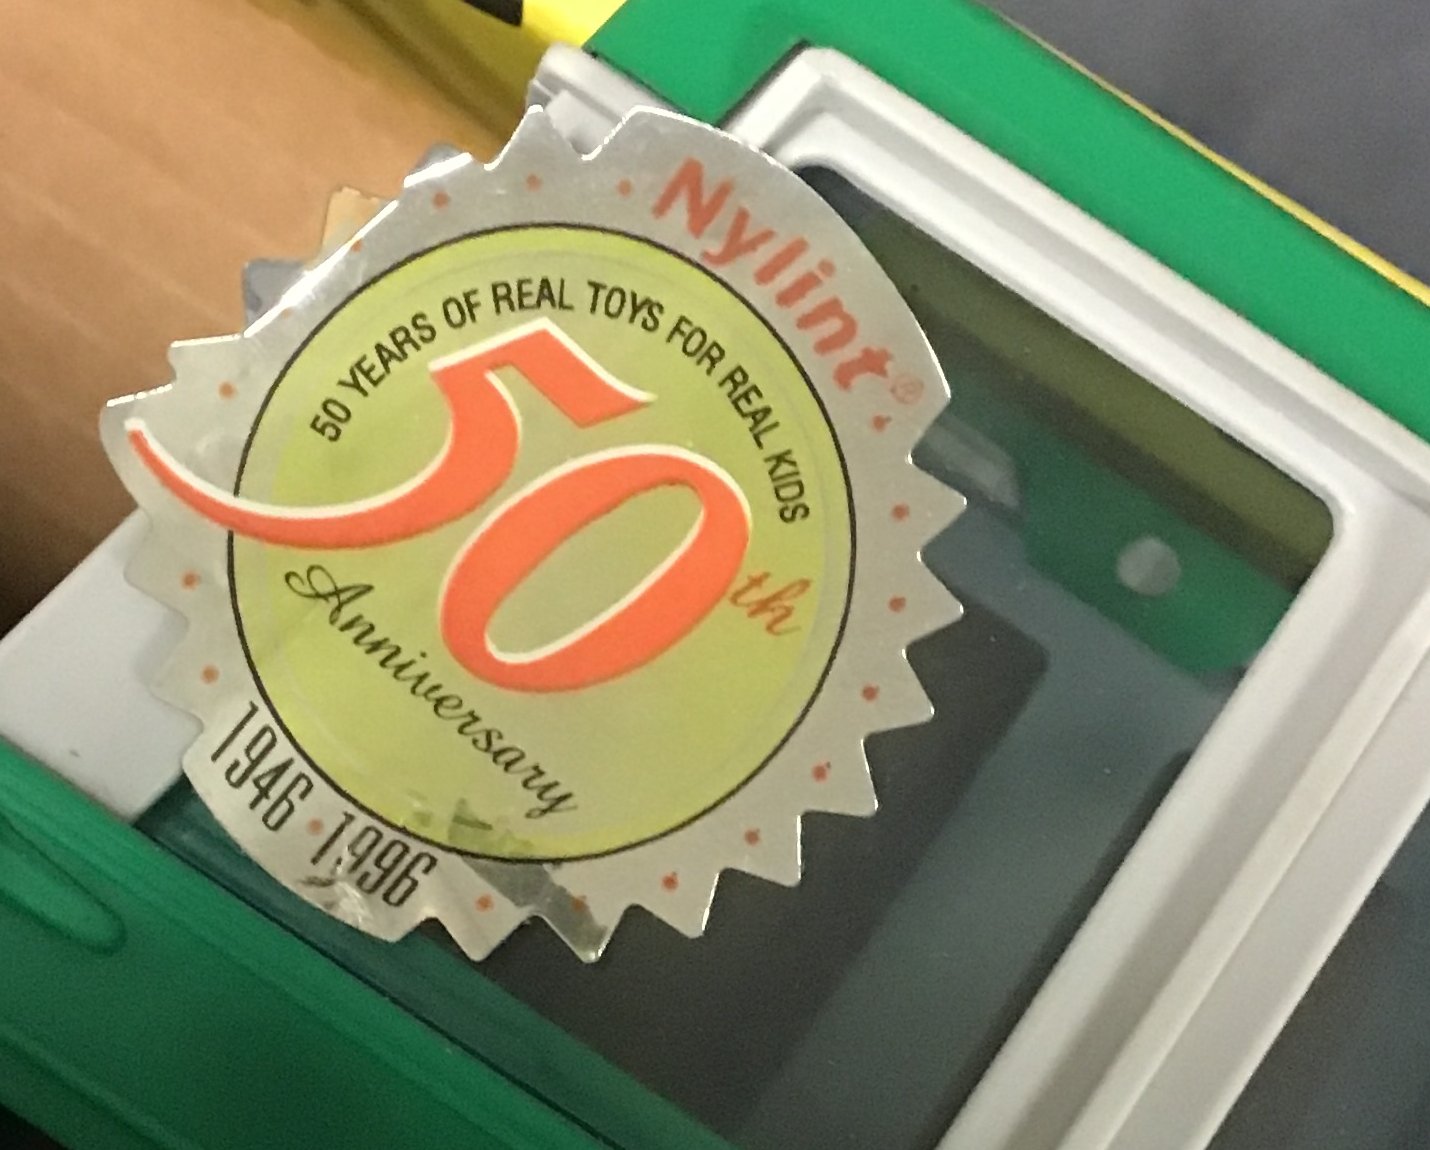 Nylint®
50 YEARS OF REAL TOYS FOR REAL KIDS
50th
Anniversary
1946 • 1996